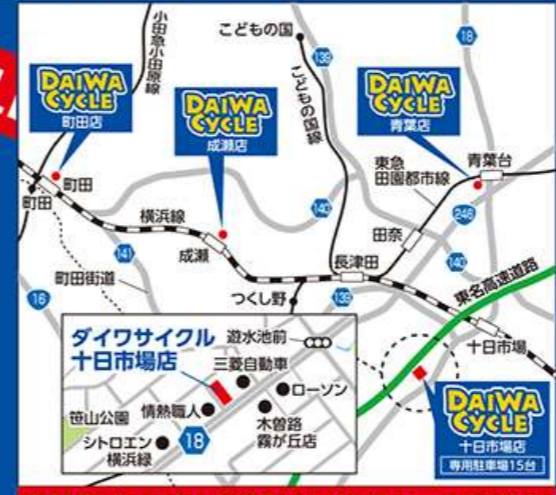 小田急小田原線
こどもの国
139
18
DAIWA
CYCLE
町田店
DAIWA
CYCLE
成瀬店
こどもの国線
DAIWA
CYCLE
青葉店
町田
町田
横浜線
140
東急
田園都市線
青葉台
246
141
成瀬
長津田
田奈
140
町田街道
16
つくし野
139
東名高速道路
十日市場
ダイワサイクル
十日市場店
遊水池前
三菱自動車
ローソン
笹山公園
情熱職人
木曽路
霧が丘店
シトロエン
横浜緑
18
DAIWA
CYCLE
十日市場店
専用駐車場15台